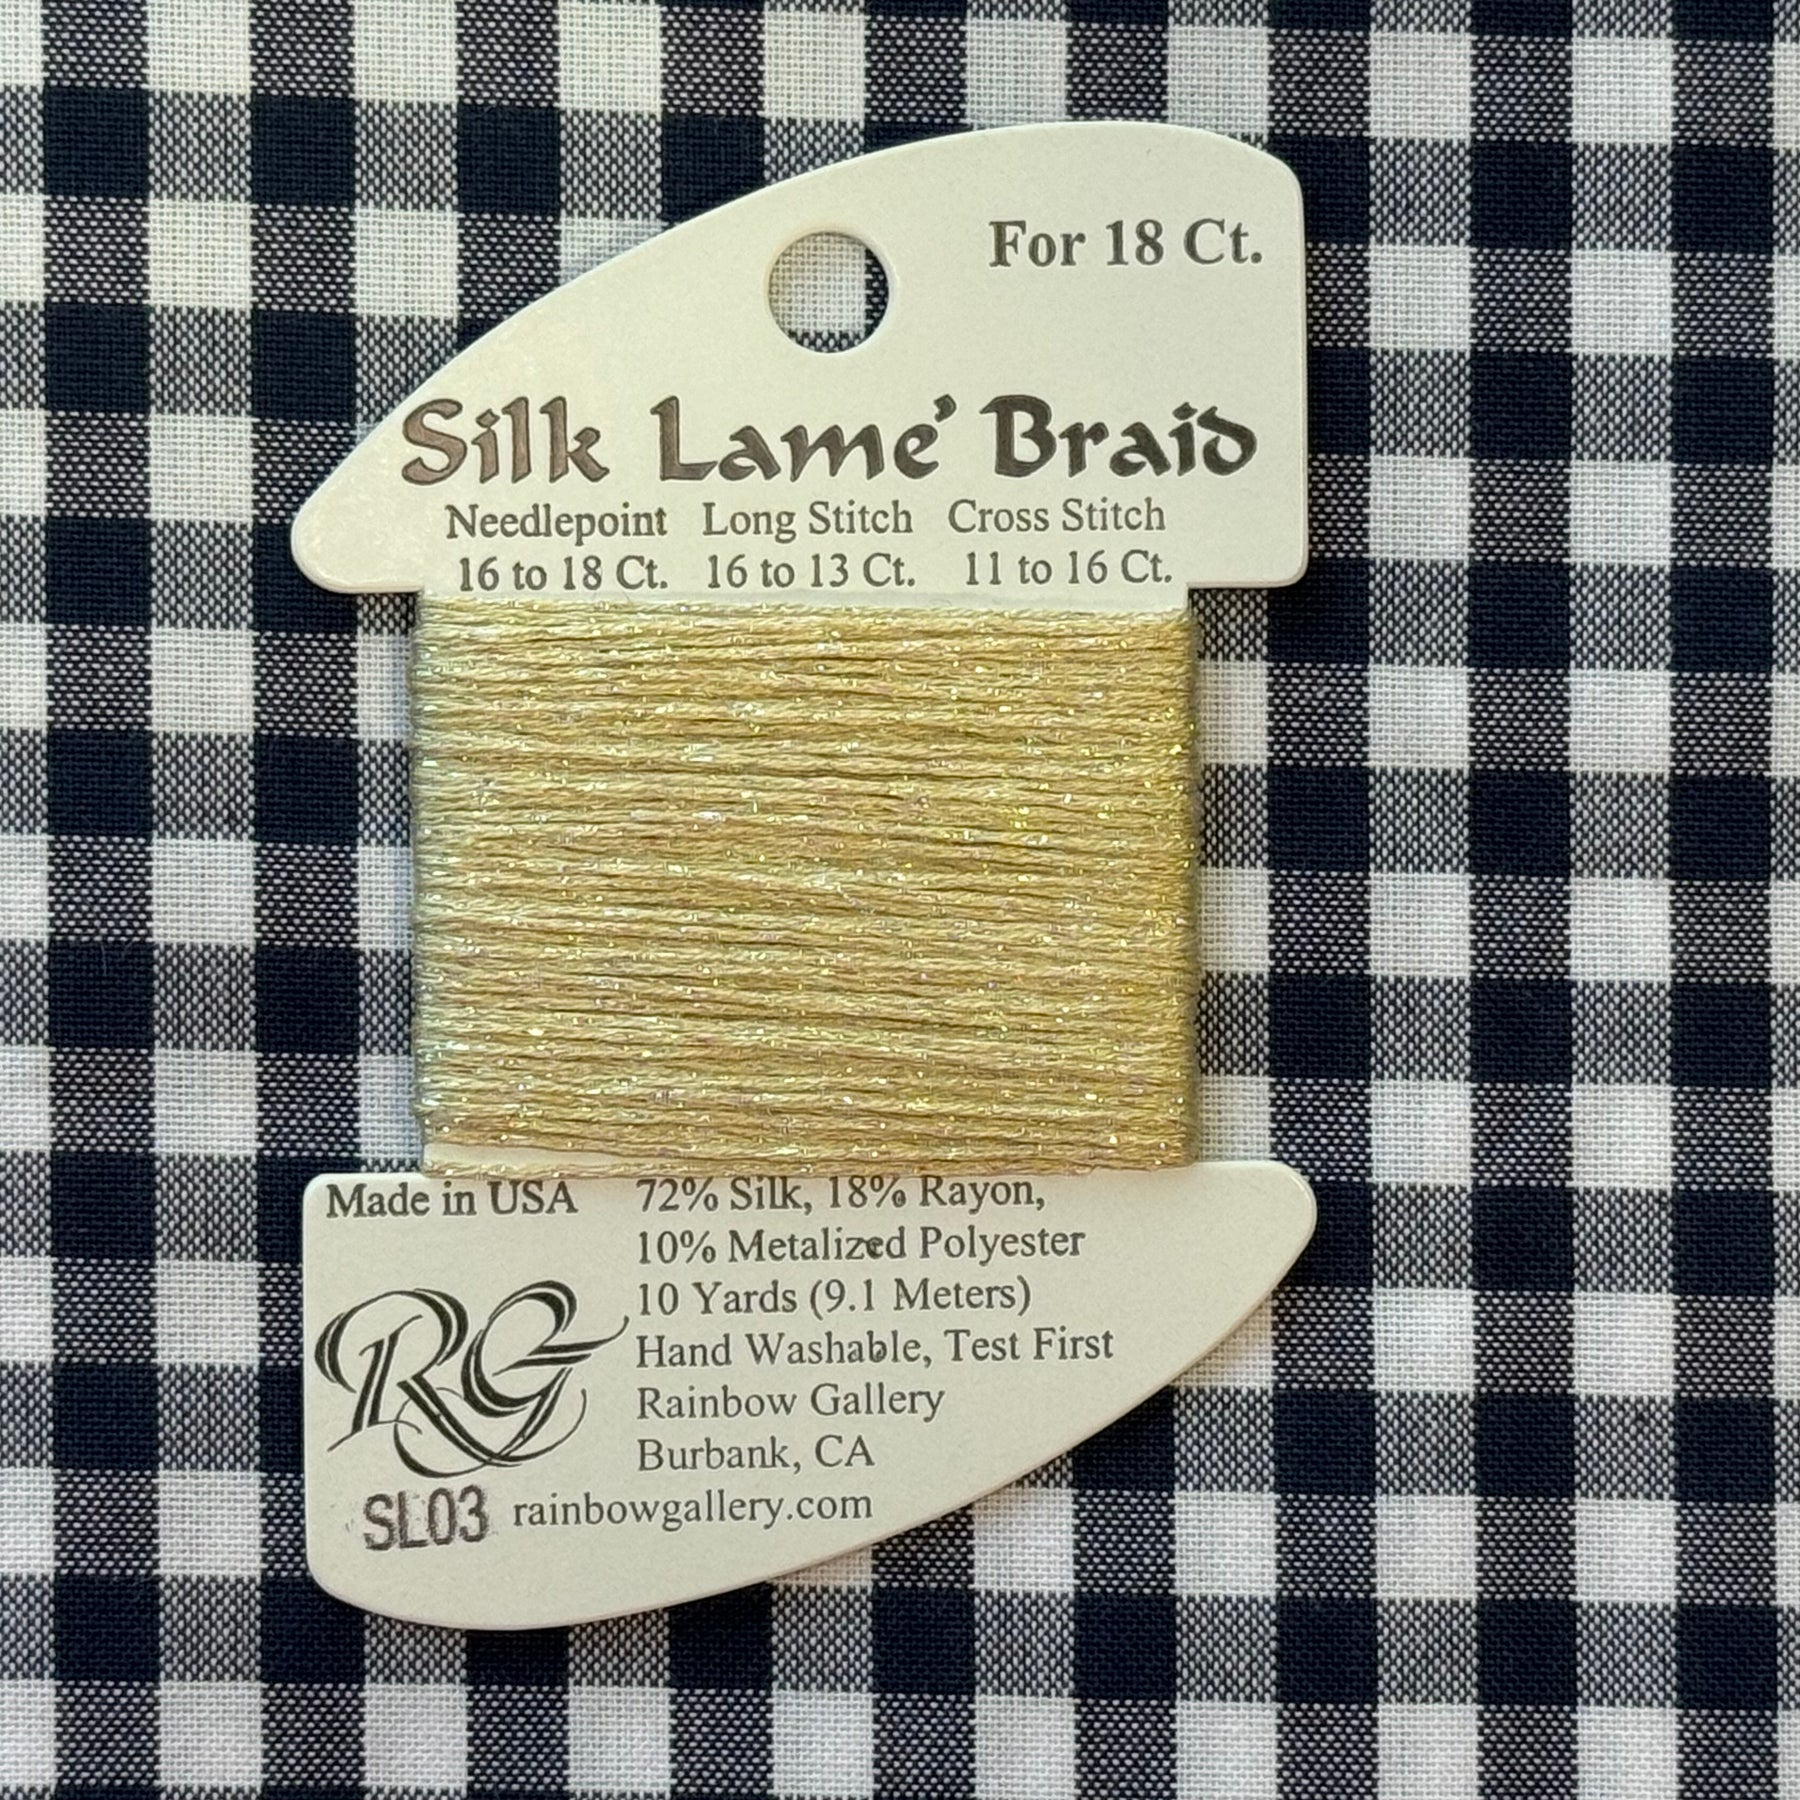 For 18 Ct.
Silk Lamé Braid
Needlepoint Long Stitch Cross Stitch
16 to 18 Ct. 16 to 13 Ct. 11 to 16 Ct.
Made in USA
72% Silk, 18% Rayon,
10% Metalized Polyester
10 Yards (9.1 Meters)
Hand Washable, Test First
Rainbow Gallery
Burbank, CA
rainbowgallery.com
RG
SL03